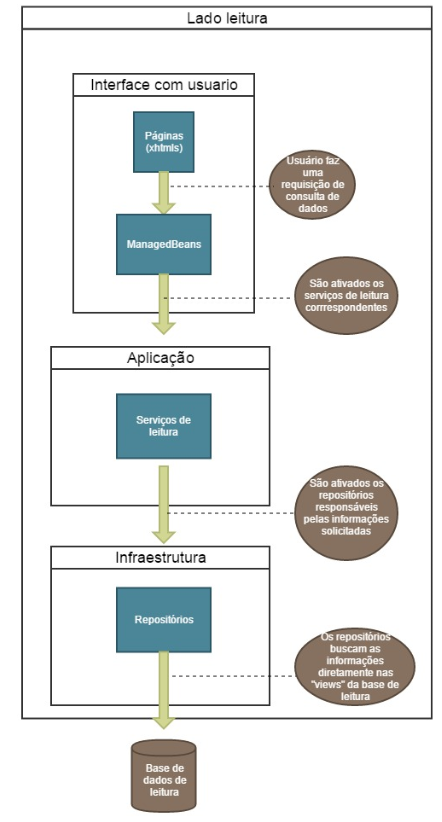 Lado leitura
Interface com usuario
Páginas
(xhtmls)
Usuário faz
uma
requisição de
consulta de
dados
ManagedBeans
São ativados os
serviços de leitura
corrrespondentes
Aplicação
Serviços de
leitura
São ativados os
repositórios
responsáveis
pelas informações
solicitadas
Infraestrutura
Repositórios
Os repositórios
buscam as
informações
diretamente nas
"views" da base de
leitura
Base de
dados de
leitura